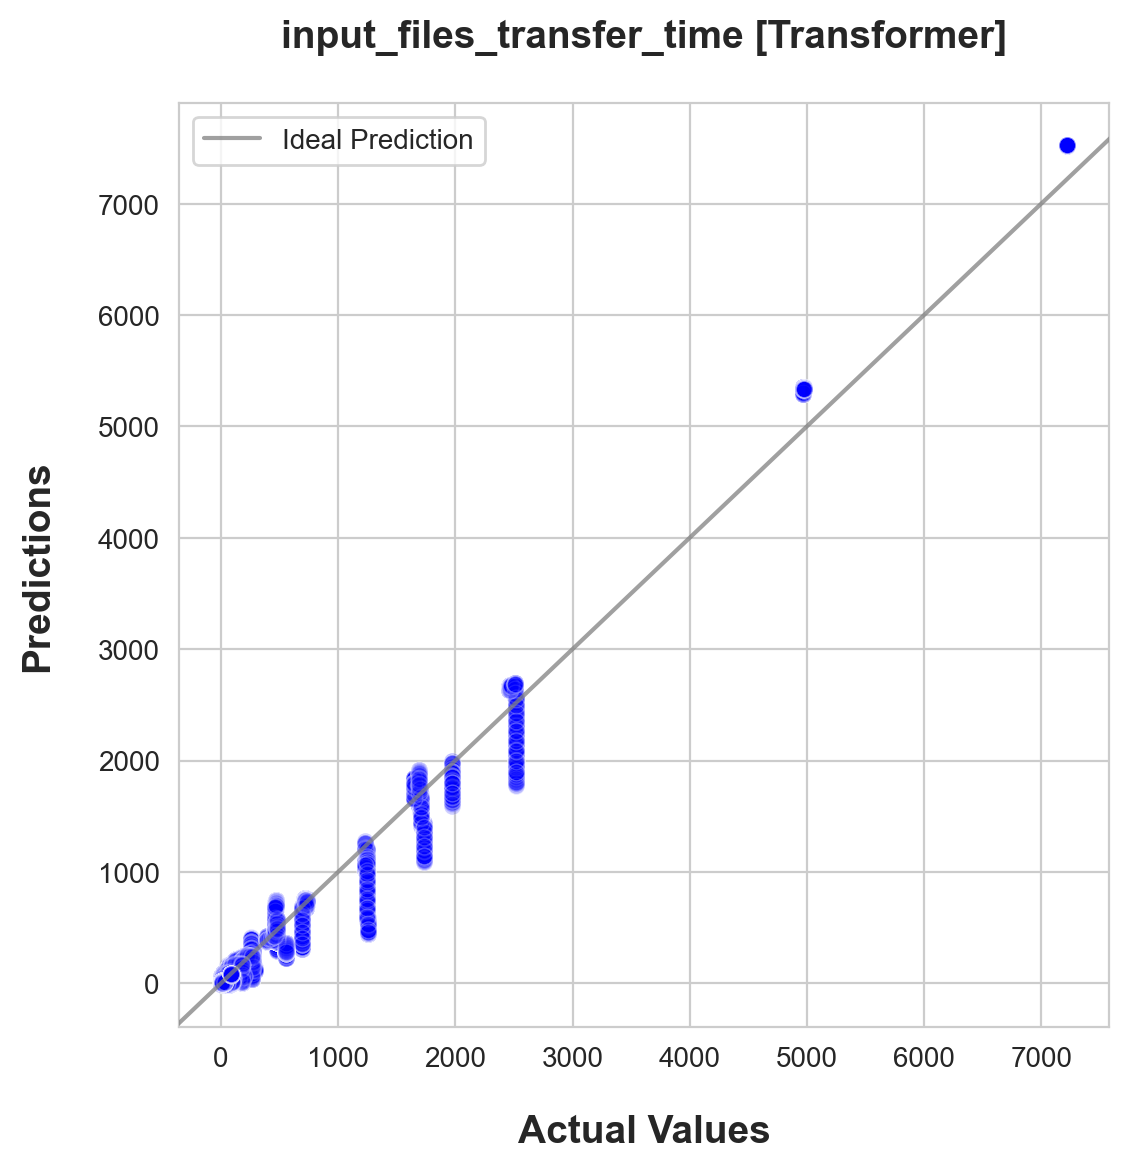 input_files_transfer_time [Transformer]
Ideal Prediction
7000
6000
5000
4000
3000
2000
1000
0
Predictions
0 1000 2000 3000 4000 5000 6000 7000
Actual Values